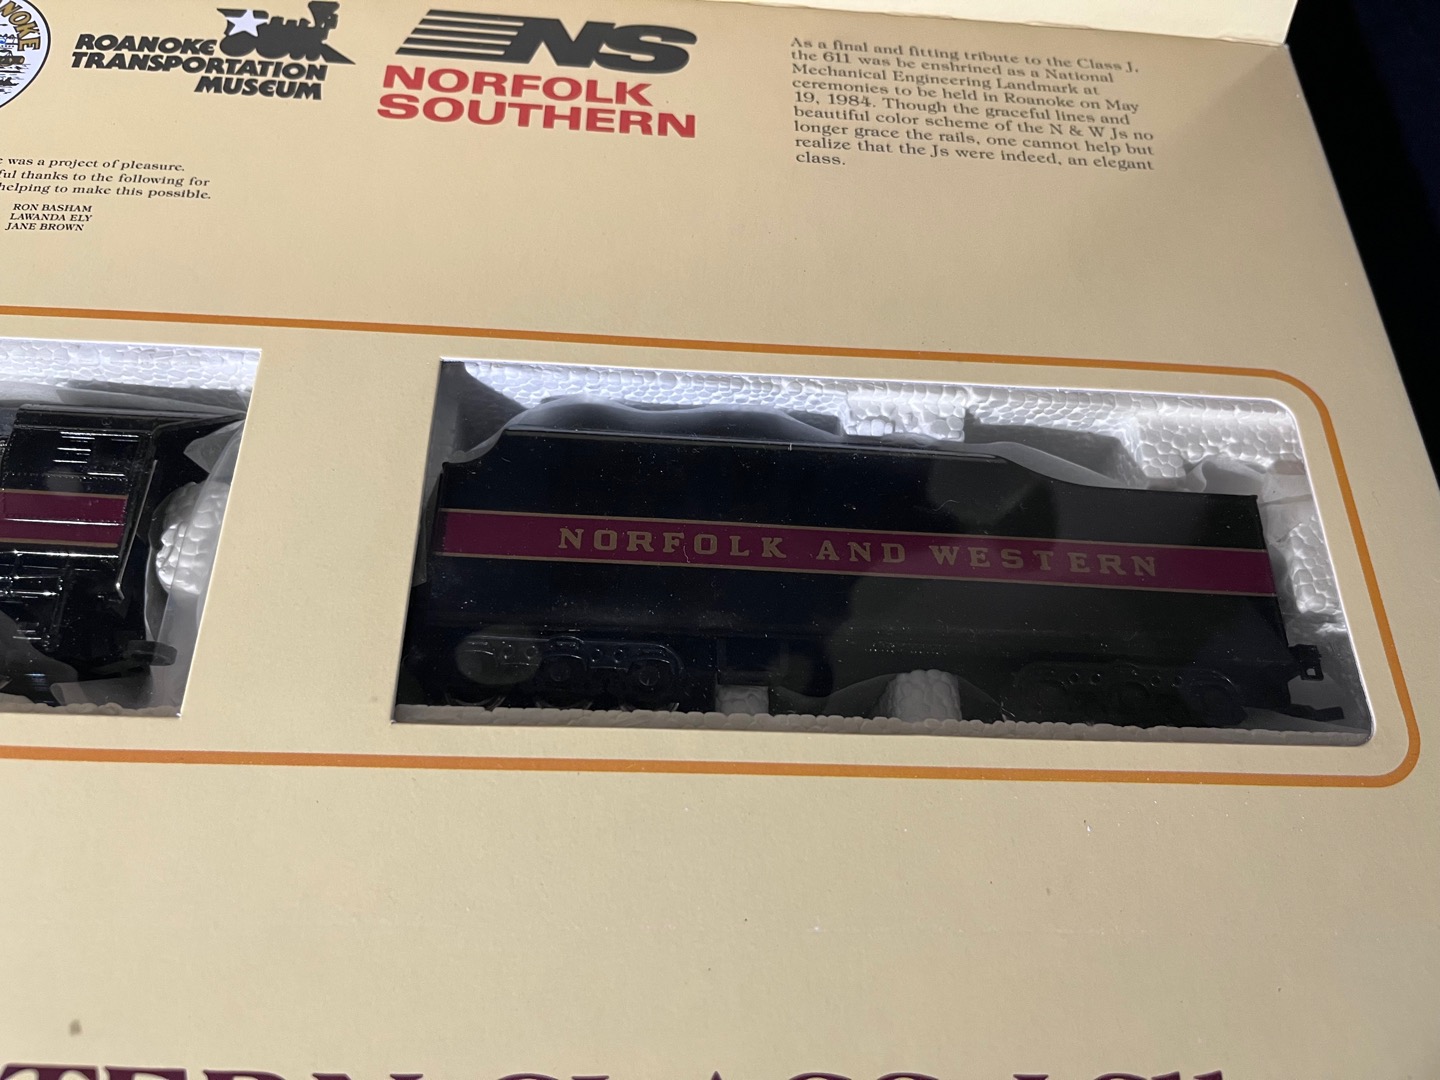 ROANOKE
ROANOKE
TRANSPORTATION
MUSEUM
NS
NORFOLK
SOUTHERN
As a final and fitting tribute to the Class J,
the 611 was be enshrined as a National
Mechanical Engineering Landmark at
ceremonies to be held in Roanoke on May
19, 1984. Though the graceful lines and
beautiful color scheme of the N & W Js no
longer grace the rails, one cannot help but
realize that the Js were indeed, an elegant
class.
was a project of pleasure.
thanks to the following for
helping to make this possible.
RON BASHAM
LAWANDA ELY
JANE BROWN
NORFOLK AND WESTERN